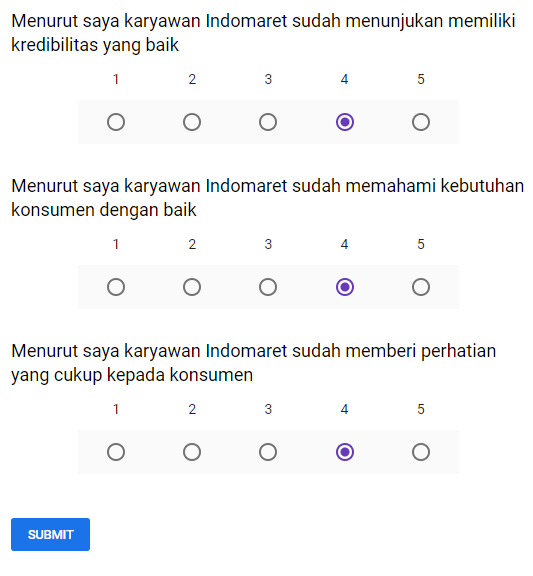 Menurut saya karyawan Indomaret sudah menunjukan memiliki
kredibilitas yang baik
1 2 3 4 5
Menurut saya karyawan Indomaret sudah memahami kebutuhan
konsumen dengan baik
1 2 3 4 5
Menurut saya karyawan Indomaret sudah memberi perhatian
yang cukup kepada konsumen
1 2 3 4 5
SUBMIT